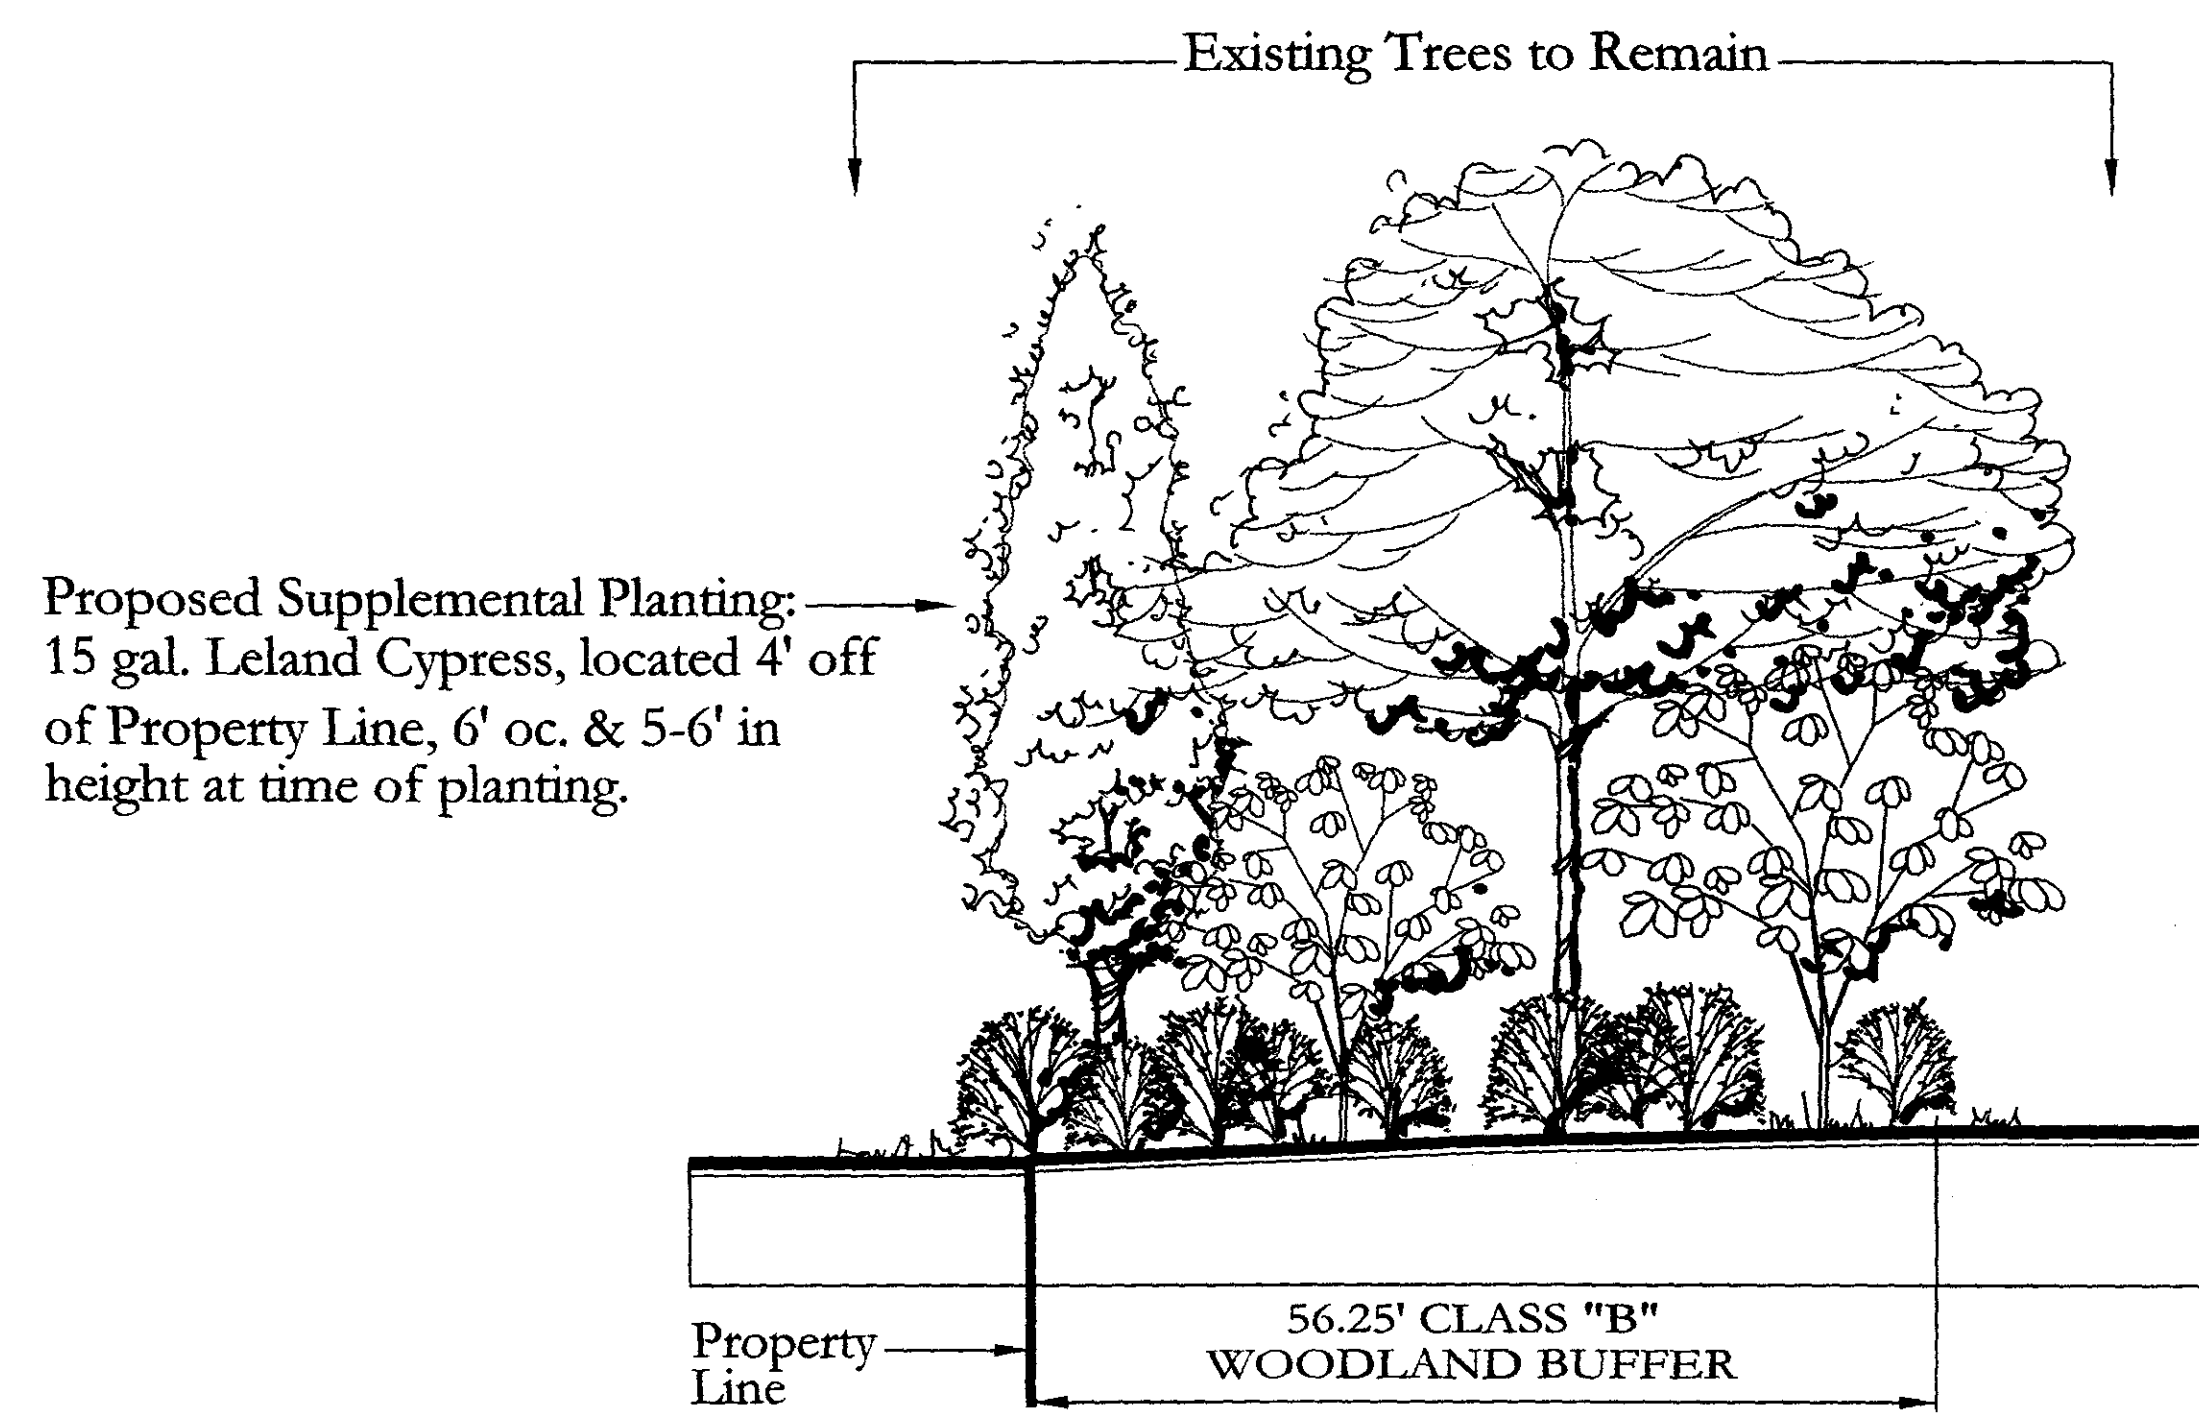 Existing Trees to Remain
Proposed Supplemental Planting:
15 gal. Leland Cypress, located 4' off
of Property Line, 6' oc. & 5-6' in
height at time of planting.
56.25' CLASS "B"
WOODLAND BUFFER
Property
Line